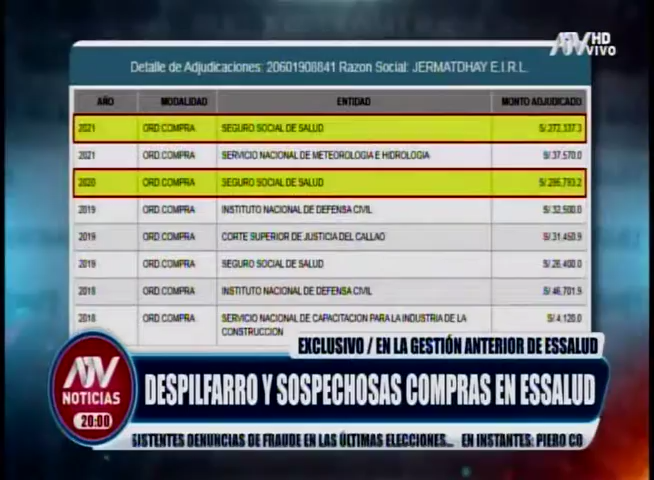 ATV HD
VIVO
Detalle de Adjudicaciones: 20601908841 Razon Social: JERMATDHAY E.I.R.L.
AÑO MODALIDAD ENTIDAD MONTO ADJUDICADO
2021 ORD.COMPRA SEGURO SOCIAL DE SALUD S/ 272,337.3
2021 ORD.COMPRA SERVICIO NACIONAL DE METEOROLOGIA E HIDROLOGIA S/ 37,570.0
2020 ORD.COMPRA SEGURO SOCIAL DE SALUD S/ 286,793.2
2019 ORD.COMPRA INSTITUTO NACIONAL DE DEFENSA CIVIL S/ 32,500.0
2019 ORD.COMPRA CORTE SUPERIOR DE JUSTICIA DEL CALLAO S/ 31,450.9
2019 ORD.COMPRA SEGURO SOCIAL DE SALUD S/ 26,400.0
2018 ORD.COMPRA INSTITUTO NACIONAL DE DEFENSA CIVIL S/ 46,701.9
2018 ORD.COMPRA SERVICIO NACIONAL DE CAPACITACION PARA LA INDUSTRIA DE LA S/ 4,120.0
CONSTRUCCION
EXCLUSIVO / EN LA GESTIÓN ANTERIOR DE ESSALUD
ATV
NOTICIAS
20:00
DESPILFARRO Y SOSPECHOSAS COMPRAS EN ESSALUD
SISTENTES DENUNCIAS DE FRAUDE EN LAS ÚLTIMAS ELECCIONES... EN INSTANTES: PIERO CO